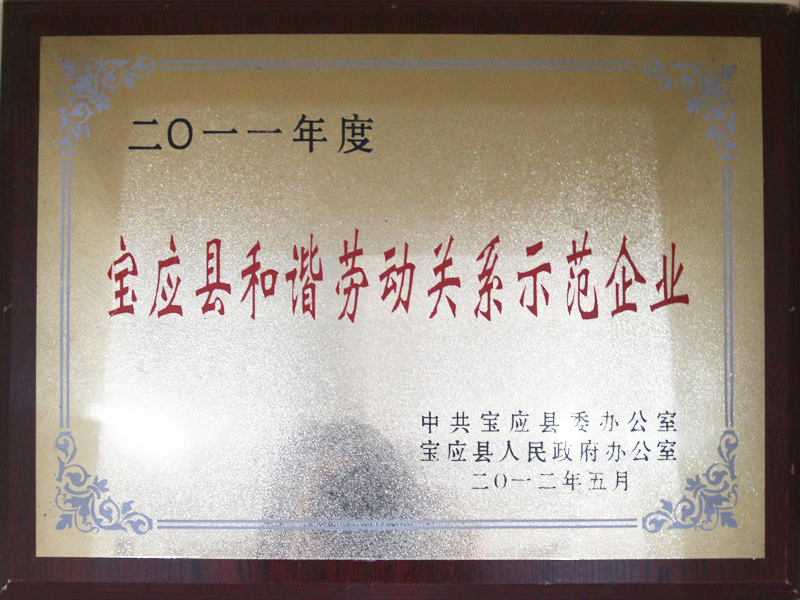 二〇一一年度
宝应县和谐劳动关系示范企业
中共宝应县委办公室
宝应县人民政府办公室
二〇一二年五月